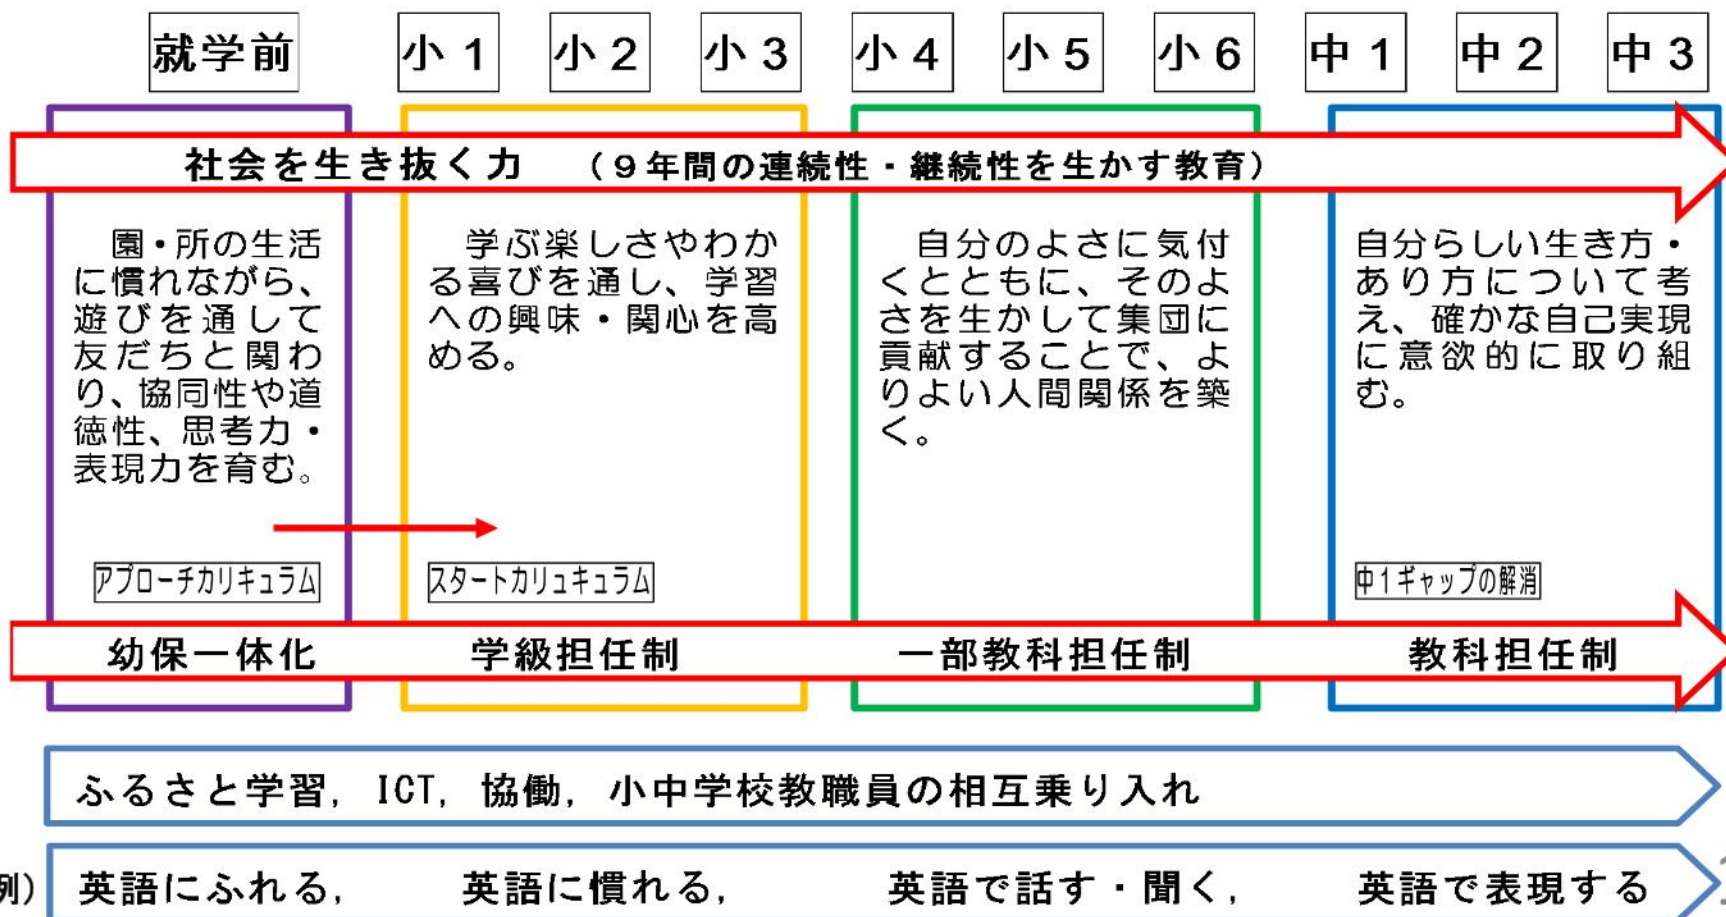 就学前 小1 小2 小3 小4 小5 小6 中1 中2 中3
社会を生き抜く力 (9年間の連続性・継続性を生かす教育)
園・所の生活
に慣れながら、
遊びを通して
友だちと関わ
り、協同性や道
徳性、思考力・
表現力を育む。
アプローチカリキュラム
学ぶ楽しさやわか
る喜びを通し、学習
への興味・関心を高
める。
スタートカリュキュラム
自分のよさに気付
くとともに、そのよ
さを生かして集団に
貢献することで、よ
りよい人間関係を築
く。
自分らしい生き方・
あり方について考
え、確かな自己実現
に意欲的に取り組
む。
中1ギャップの解消
幼保一体化 学級担任制 一部教科担任制 教科担任制
ふるさと学習, ICT, 協働, 小中学校教職員の相互乗り入れ
例) 英語にふれる, 英語に慣れる, 英語で話す・聞く, 英語で表現する